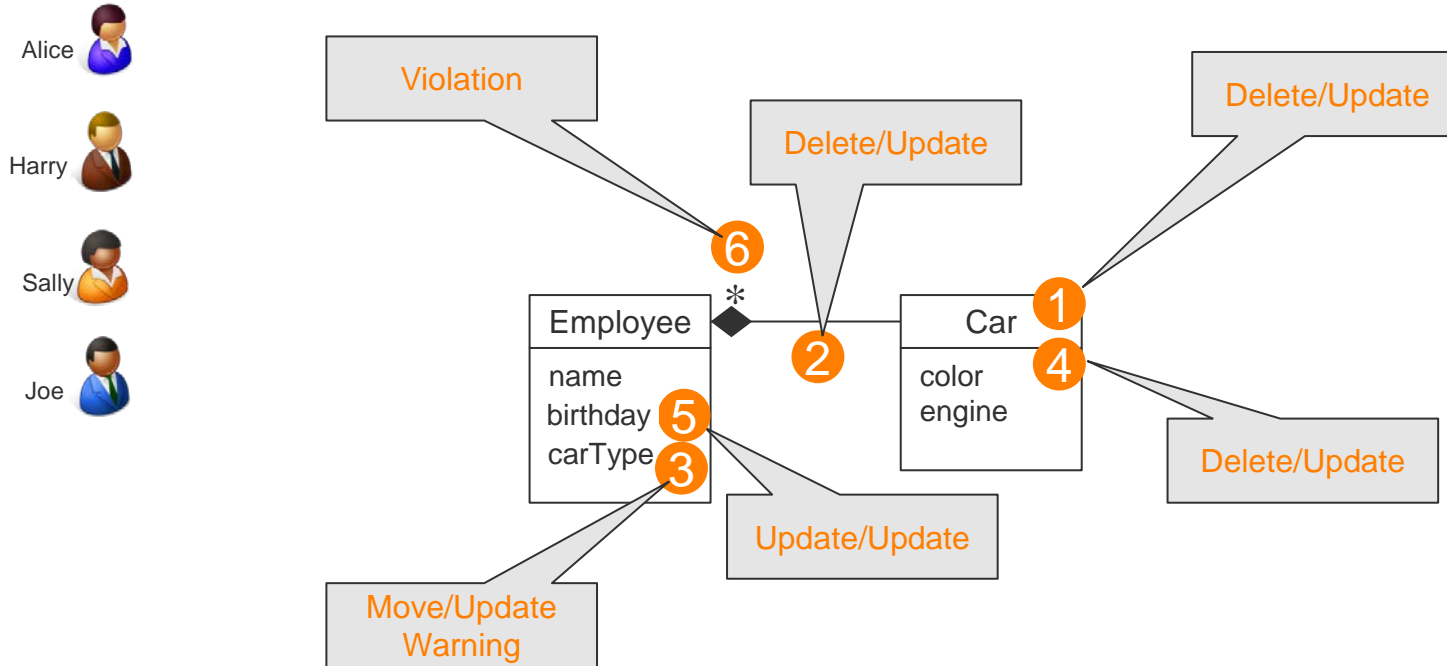 Alice
Harry
Sally
Joe
Violation
Delete/Update
Delete/Update
6
*
Employee
name
birthday
carType
5
3
2
Car
1
4
color
engine
Delete/Update
Update/Update
Move/Update
Warning